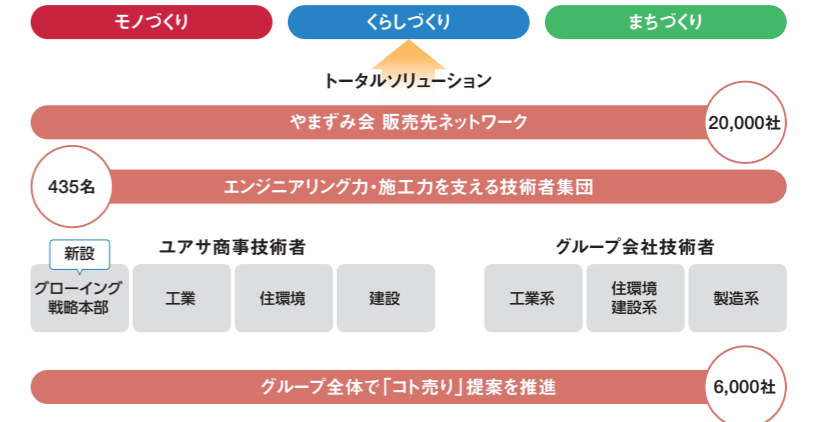 モノづくり
くらしづくり
まちづくり
トータルソリューション
やまずみ会 販売先ネットワーク
20,000社
435名
エンジニアリング力・施工力を支える技術者集団
新設
ユアサ商事技術者
グループ会社技術者
グローイング
戦略本部
工業
住環境
建設
工業系
住環境
建設系
製造系
グループ全体で「コト売り」提案を推進
6,000社